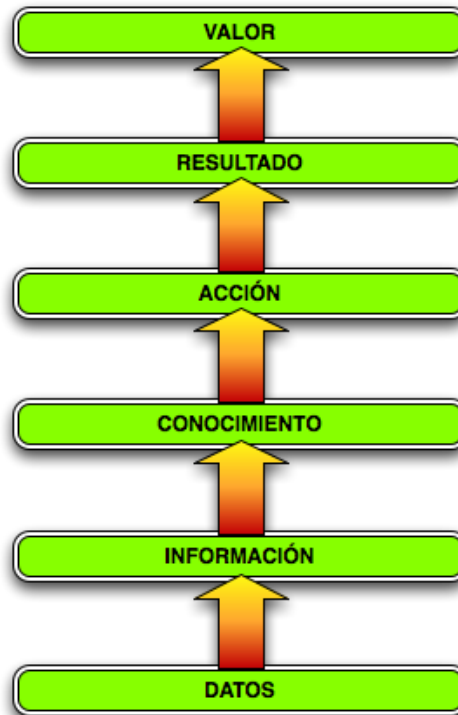 VALOR
RESULTADO
ACCIÓN
CONOCIMIENTO
INFORMACIÓN
DATOS